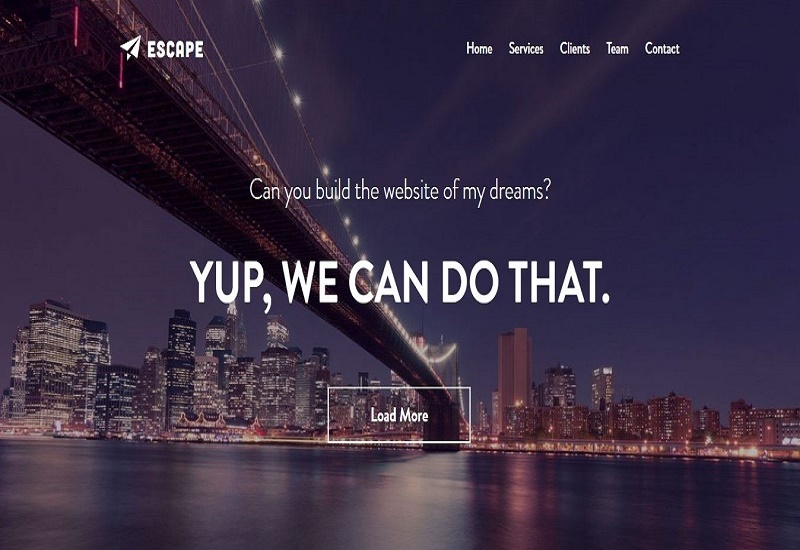 ESCAPE
Home Services Clients Team Contact
Can you build the website of my dreams?
YUP, WE CAN DO THAT.
Load More